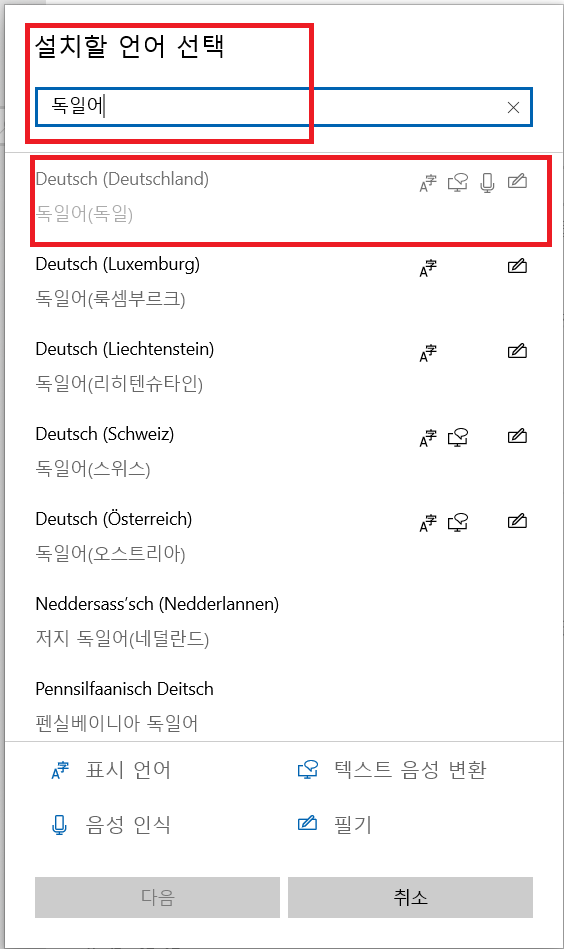 설치할 언어 선택
독일어
Deutsch (Deutschland)
독일어(독일)
Deutsch (Luxemburg)
독일어(룩셈부르크)
Deutsch (Liechtenstein)
독일어(리히텐슈타인)
Deutsch (Schweiz)
독일어(스위스)
Deutsch (Österreich)
독일어(오스트리아)
Neddersass'sch (Nedderlannen)
저지 독일어(네덜란드)
Pennsilfaanisch Deitsch
펜실베이니아 독일어
표시 언어
텍스트 음성 변환
음성 인식
필기
다음
취소